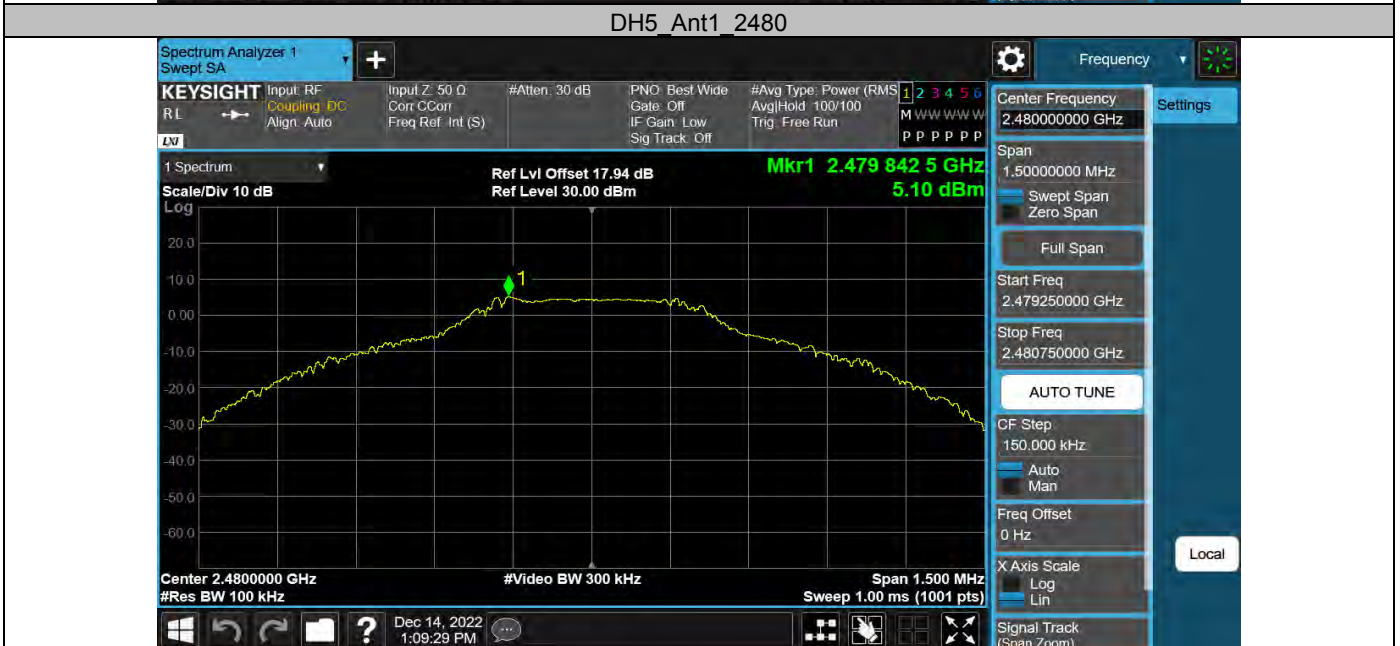 DH5_Ant1_2480
Spectrum Analyzer 1
Swept SA
+
Frequency
KEYSIGHT
RL
LXI
Input: RF
Coupling: DC
Align: Auto
Input Z: 50 Ω
Corr CCorr
Freq Ref: Int (S)
#Atten: 30 dB
PNO: Best Wide
Gate: Off
IF Gain: Low
Sig Track: Off
#Avg Type: Power (RMS
Avg|Hold: 100/100
Trig: Free Run
1 2 3 4 5 6
M W W W W W
P P P P P P
1 Spectrum
Scale/Div 10 dB
Log
Ref Lvl Offset 17.94 dB
Ref Level 30.00 dBm
Mkr1 2.479 842 5 GHz
5.10 dBm
20.0
10.0
0.00
-10.0
-20.0
-30.0
-40.0
-50.0
-60.0
1
Center 2.4800000 GHz
#Res BW 100 kHz
#Video BW 300 kHz
Span 1.500 MHz
Sweep 1.00 ms (1001 pts)
?
Dec 14, 2022
1:09:29 PM
Center Frequency
2.480000000 GHz
Span
1.50000000 MHz
Swept Span
Zero Span
Full Span
Start Freq
2.479250000 GHz
Stop Freq
2.480750000 GHz
AUTO TUNE
CF Step
150.000 kHz
Auto
Man
Freq Offset
0 Hz
X Axis Scale
Log
Lin
Signal Track
(Span Zoom)
Settings
Local